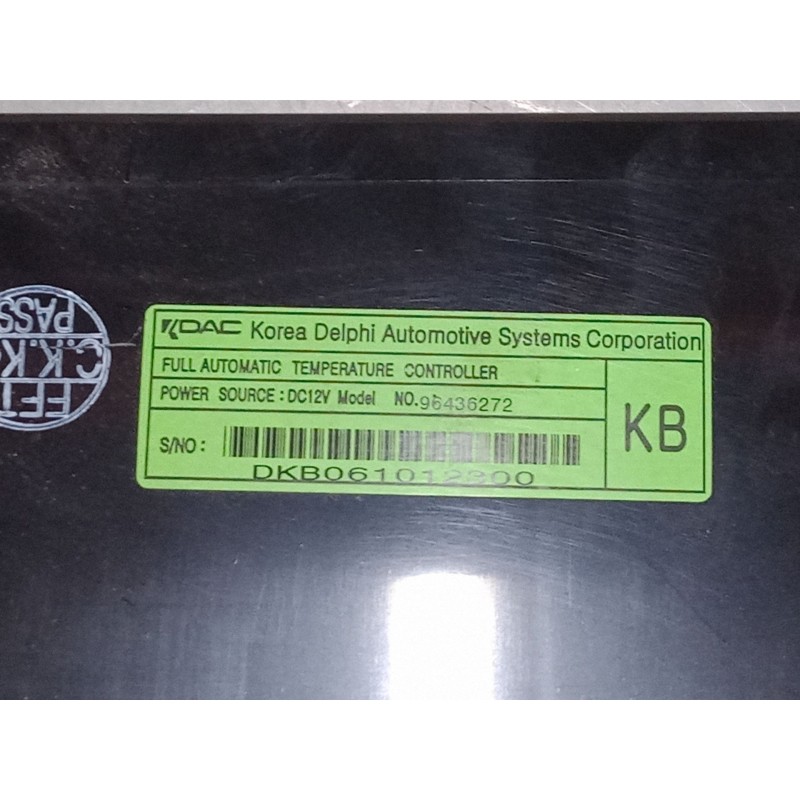 KDAC Korea Delphi Automotive Systems Corporation
FULL AUTOMATIC TEMPERATURE CONTROLLER
POWER SOURCE : DC12V Model NO.96436272
KB
S/NO :
DKB061012300
PASS
C.K.K